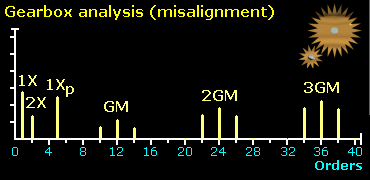 Gearbox analysis (misalignment)
1X
2X
1Xp
GM
2GM
3GM
0 4 8 12 16 20 24 28 32 36 40
Orders